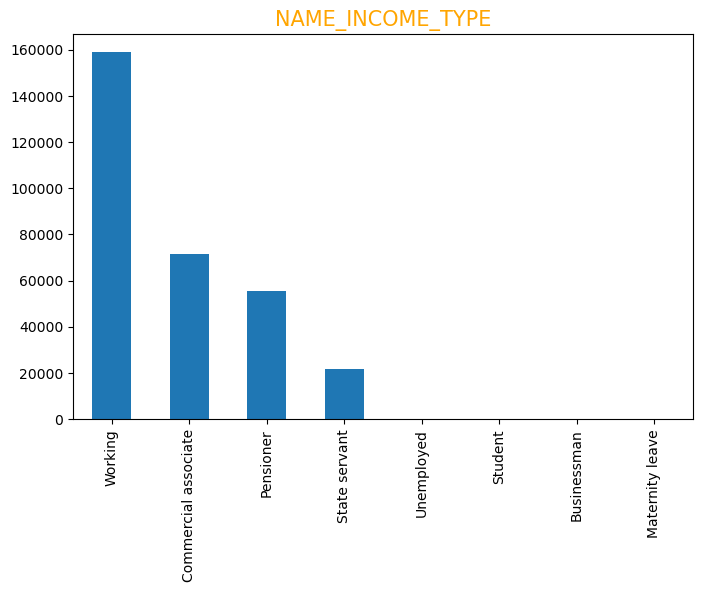 NAME_INCOME_TYPE
160000
140000
120000
100000
80000
60000
40000
20000
0
Working
Commercial associate
Pensioner
State servant
Unemployed
Student
Businessman
Maternity leave